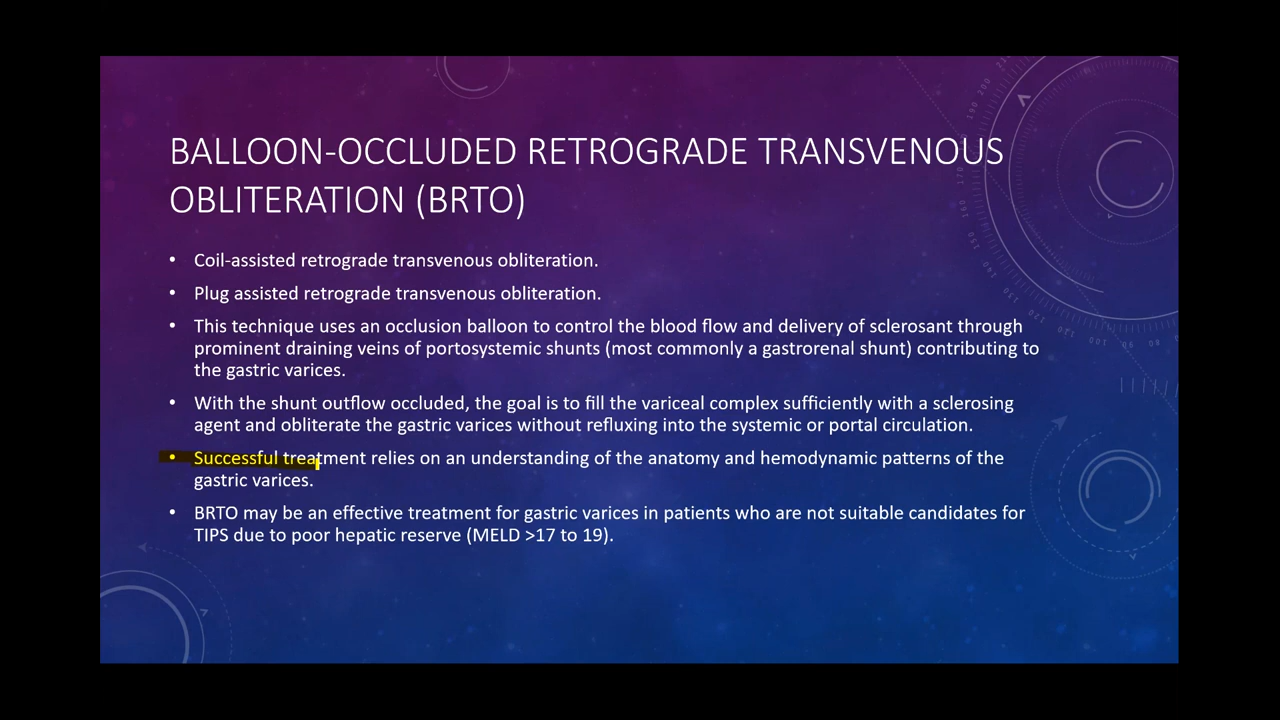 BALLOON-OCCLUDED RETROGRADE TRANSVENOUS
OBLITERATION (BRTO)
• Coil-assisted retrograde transvenous obliteration.
• Plug assisted retrograde transvenous obliteration.
• This technique uses an occlusion balloon to control the blood flow and delivery of sclerosant through
prominent draining veins of portosystemic shunts (most commonly a gastrorenal shunt) contributing to
the gastric varices.
• With the shunt outflow occluded, the goal is to fill the variceal complex sufficiently with a sclerosing
agent and obliterate the gastric varices without refluxing into the systemic or portal circulation.
• Successful treatment relies on an understanding of the anatomy and hemodynamic patterns of the
gastric varices.
• BRTO may be an effective treatment for gastric varices in patients who are not suitable candidates for
TIPS due to poor hepatic reserve (MELD >17 to 19).